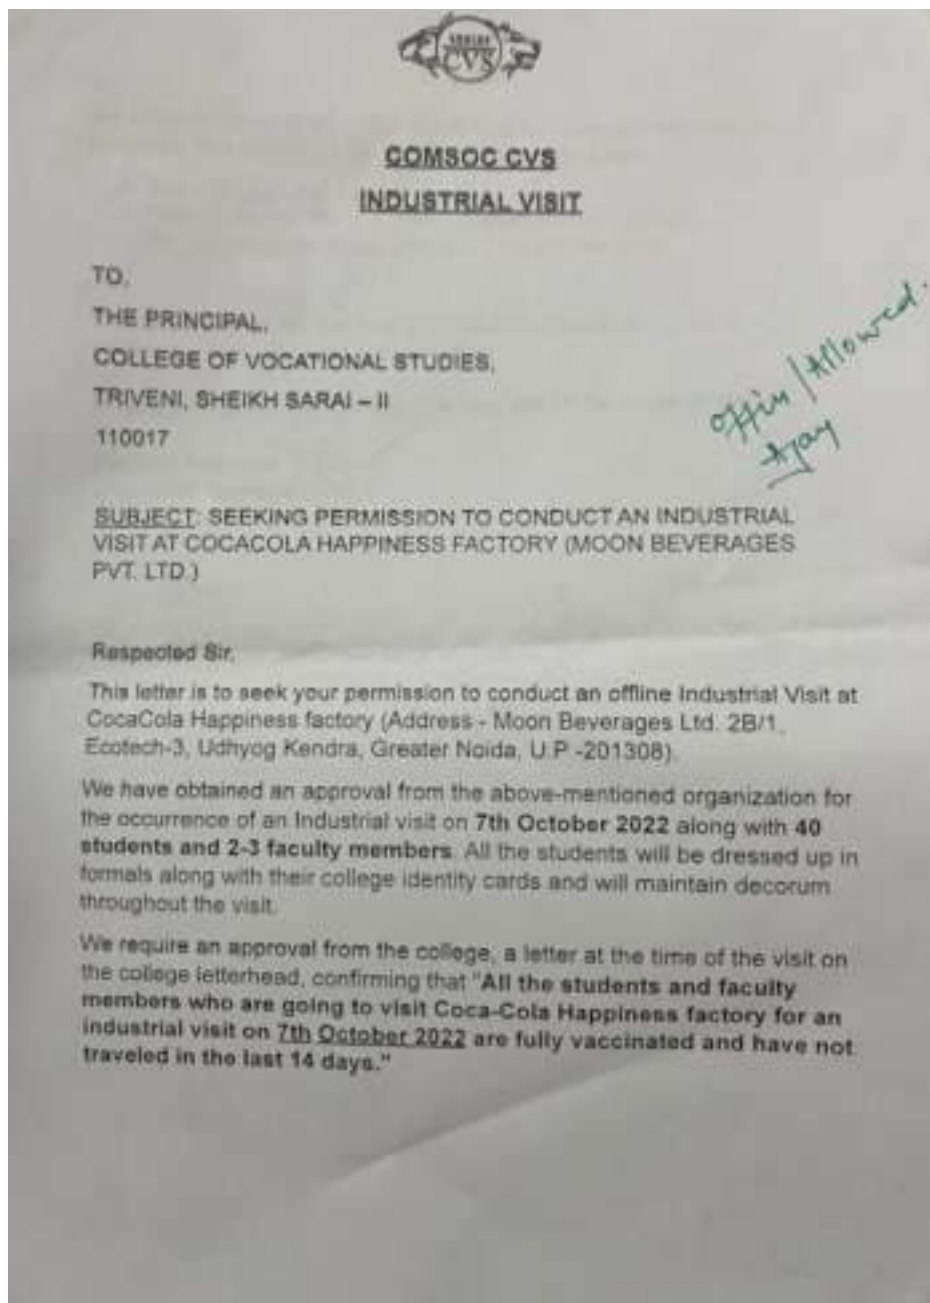 CVS
COMSOC CVS
INDUSTRIAL VISIT
TO,
THE PRINCIPAL,
COLLEGE OF VOCATIONAL STUDIES,
TRIVENI, SHEIKH SARAI – II
110017
/Allowed.
Ajay
SUBJECT: SEEKING PERMISSION TO CONDUCT AN INDUSTRIAL
VISIT AT COCACOLA HAPPINESS FACTORY (MOON BEVERAGES
PVT. LTD.)
Respected Sir,
This letter is to seek your permission to conduct an offline Industrial Visit at
CocaCola Happiness factory (Address - Moon Beverages Ltd. 2B/1,
Ecotech-3, Udhyog Kendra, Greater Noida, U.P -201308).
We have obtained an approval from the above-mentioned organization for
the occurrence of an Industrial visit on 7th October 2022 along with 40
students and 2-3 faculty members. All the students will be dressed up in
formals along with their college identity cards and will maintain decorum
throughout the visit.
We require an approval from the college, a letter at the time of the visit on
the college letterhead, confirming that "All the students and faculty
members who are going to visit Coca-Cola Happiness factory for an
industrial visit on 7th October 2022 are fully vaccinated and have not
traveled in the last 14 days."